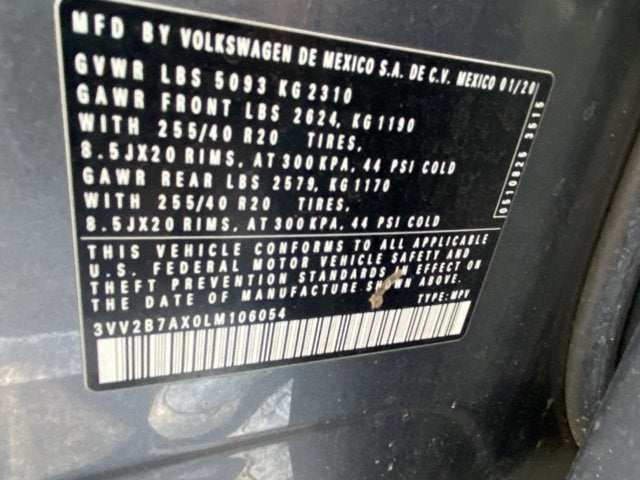 MFD BY VOLKSWAGEN DE MEXICO S.A. DE C.V. MEXICO 01/20
GVWR LBS 5093 KG 2310
GAWR FRONT LBS 2624, KG 1190
WITH 255/40 R20 TIRES,
8.5JX20 RIMS, AT 300 KPA, 44 PSI COLD
GAWR REAR LBS 2579, KG 1170
WITH 255/40 R20 TIRES,
8.5JX20 RIMS, AT 300 KPA, 44 PSI COLD
0510825 3515
THIS VEHICLE CONFORMS TO ALL APPLICABLE
U.S. FEDERAL MOTOR VEHICLE SAFETY AND
THEFT PREVENTION STANDARDS IN EFFECT ON
THE DATE OF MANUFACTURE SHOWN ABOVE.
TYPE: MPV
3VV2B7AX0LM106054